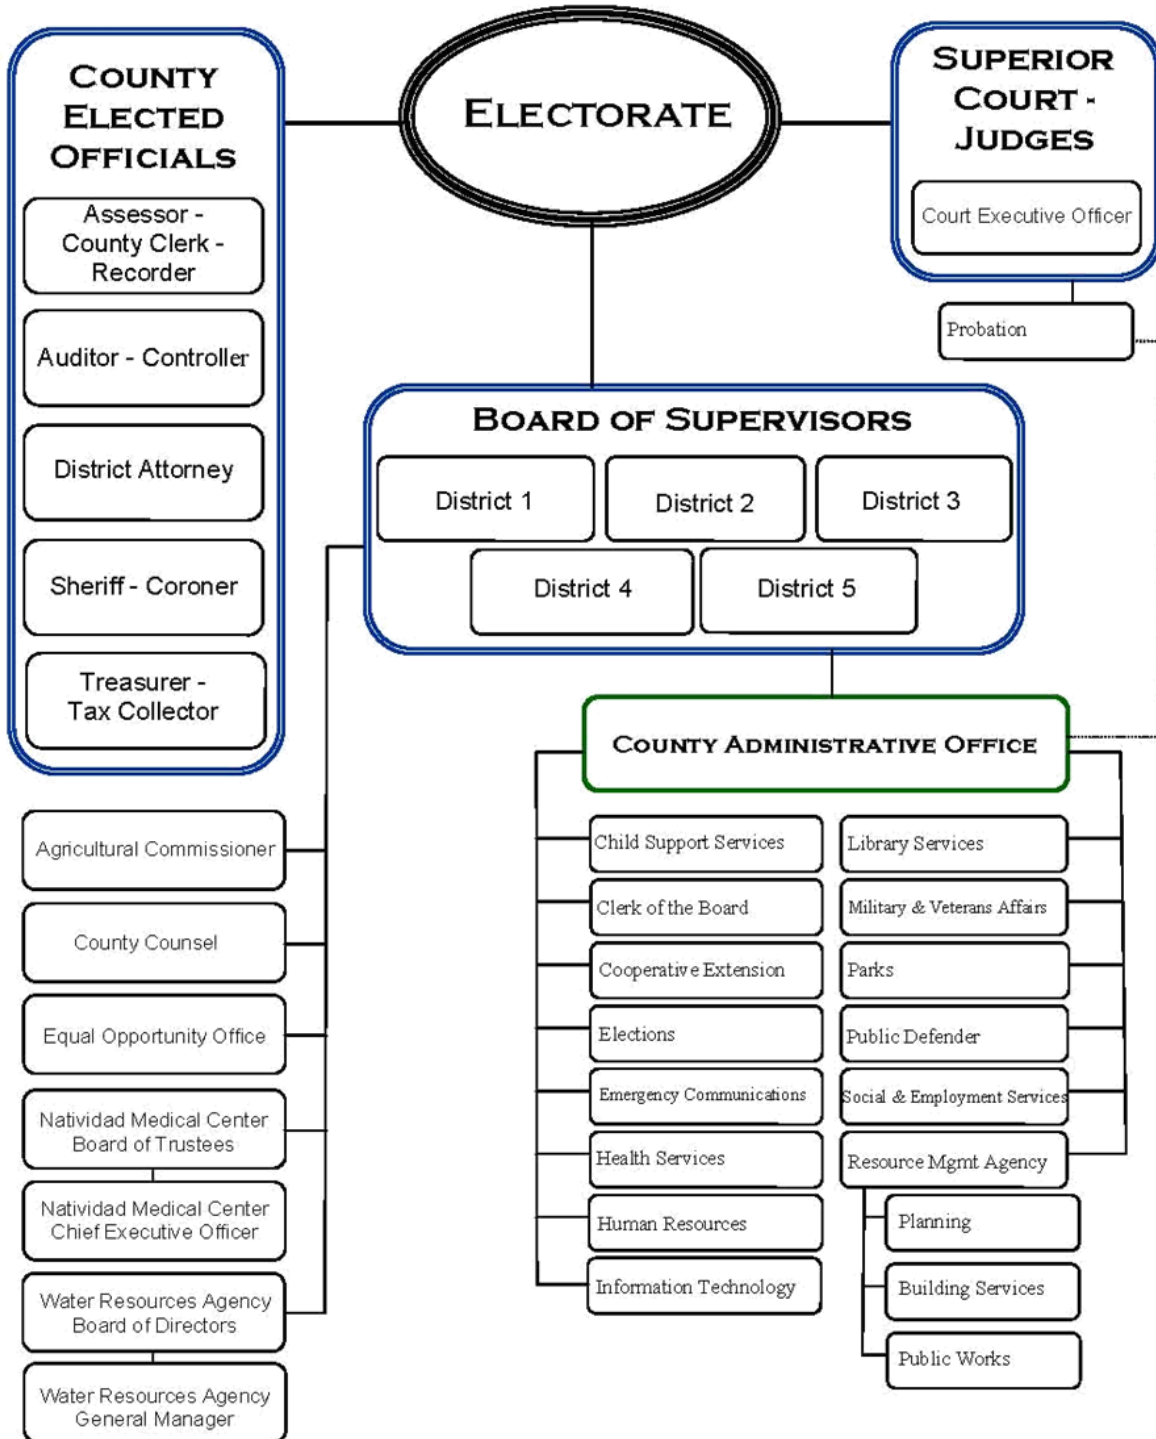 COUNTY
ELECTED
OFFICIALS
Assessor -
County Clerk -
Recorder
Auditor - Controller
District Attorney
Sheriff - Coroner
Treasurer -
Tax Collector
ELECTORATE
SUPERIOR
COURT -
JUDGES
Court Executive Officer
Probation
BOARD OF SUPERVISORS
District 1
District 2
District 3
District 4
District 5
Agricultural Commissioner
County Counsel
Equal Opportunity Office
Natividad Medical Center
Board of Trustees
Natividad Medical Center
Chief Executive Officer
Water Resources Agency
Board of Directors
Water Resources Agency
General Manager
COUNTY ADMINISTRATIVE OFFICE
Child Support Services
Clerk of the Board
Cooperative Extension
Elections
Emergency Communications
Health Services
Human Resources
Information Technology
Library Services
Military & Veterans Affairs
Parks
Public Defender
Social & Employment Services
Resource Mgmt Agency
Planning
Building Services
Public Works